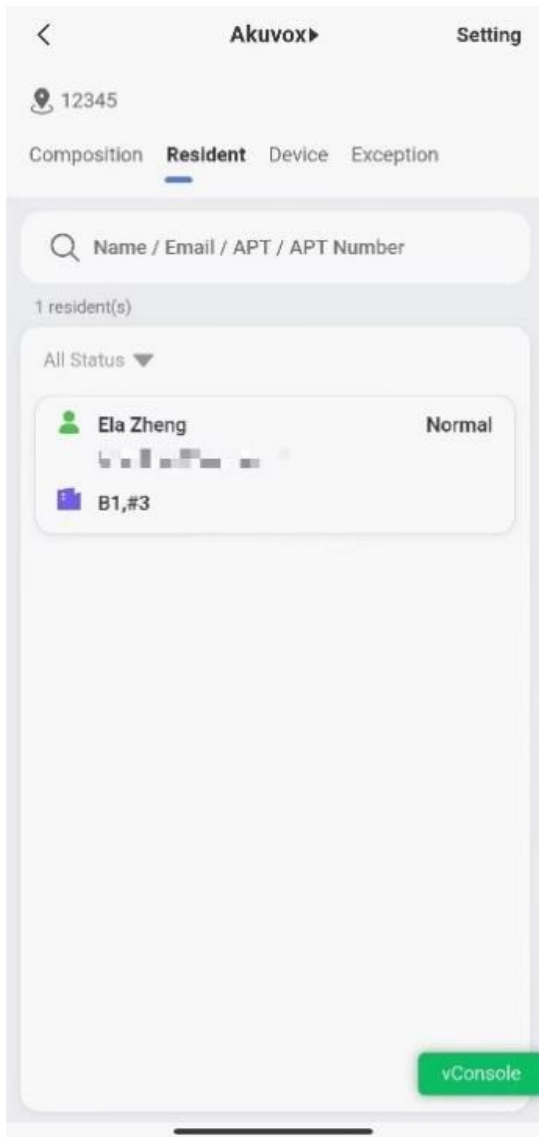 Akuvox
Setting
12345
Composition Resident Device Exception
Name / Email / APT / APT Number
1 resident(s)
All Status
Ela Zheng
Normal
B1,#3
vConsole